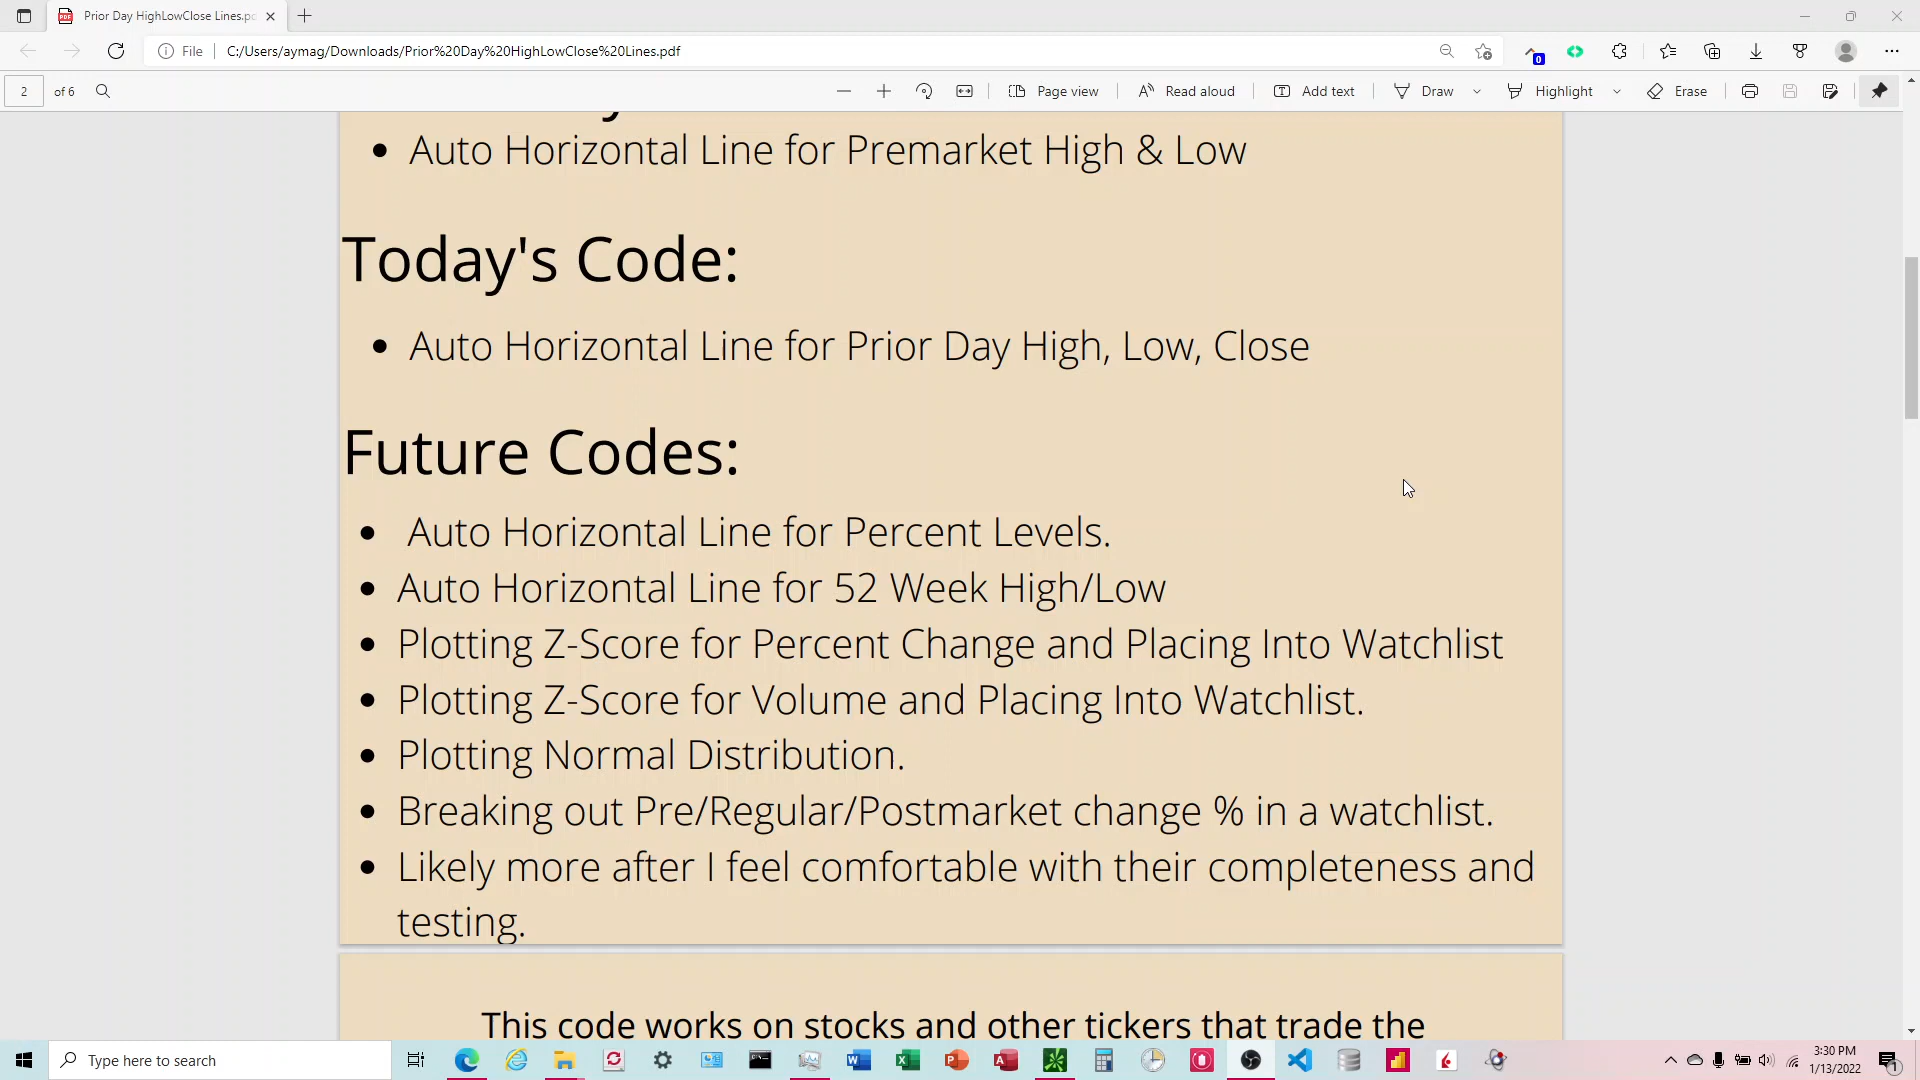 Prior Day HighLowClose Lines.pd
File
C:/Users/aymag/Downloads/Prior%20Day%20HighLowClose%20Lines.pdf
0
2 of 6
Page view
Read aloud
Add text
Draw
Highlight
Erase
Auto Horizontal Line for Premarket High & Low
Today's Code:
Auto Horizontal Line for Prior Day High, Low, Close
Future Codes:
Auto Horizontal Line for Percent Levels.
Auto Horizontal Line for 52 Week High/Low
Plotting Z-Score for Percent Change and Placing Into Watchlist
Plotting Z-Score for Volume and Placing Into Watchlist.
Plotting Normal Distribution.
Breaking out Pre/Regular/Postmarket change % in a watchlist.
Likely more after I feel comfortable with their completeness and
testing.
This code works on stocks and other tickers that trade the
Type here to search
3:30 PM
1/13/2022
1